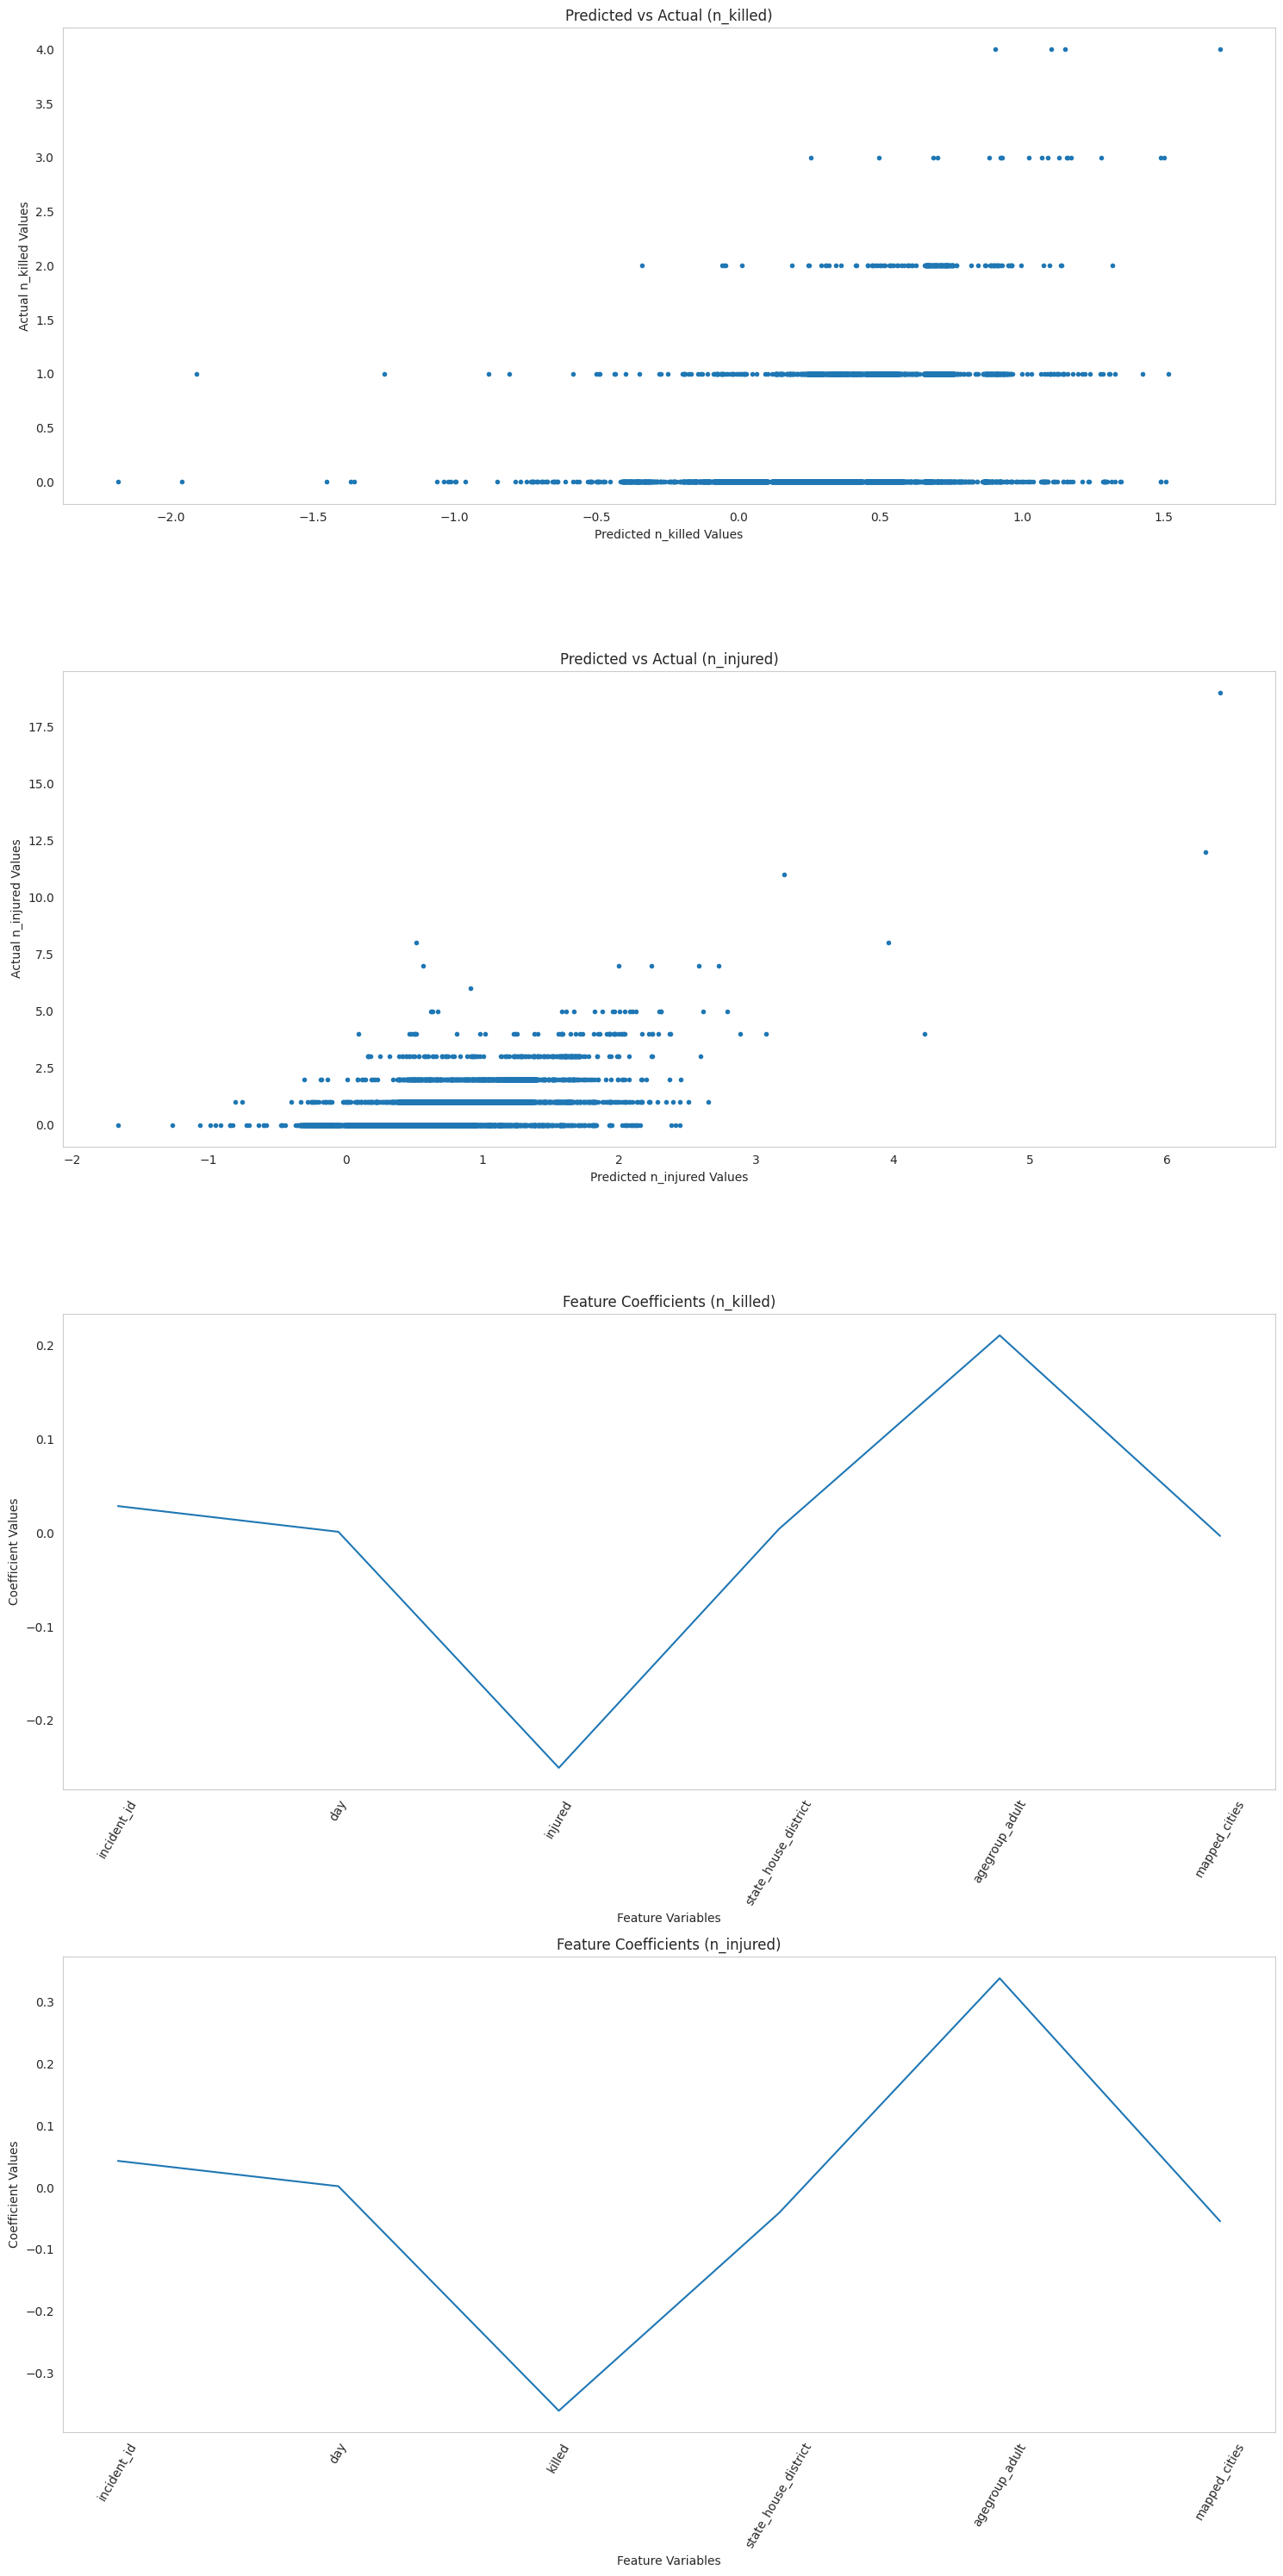 Predicted vs Actual (n_killed)
4.0
3.5
3.0
2.5
2.0
1.5
1.0
0.5
0.0
Actual n_killed Values
−2.0 −1.5 −1.0 −0.5 0.0 0.5 1.0 1.5
Predicted n_killed Values
Predicted vs Actual (n_injured)
17.5
15.0
12.5
10.0
7.5
5.0
2.5
0.0
Actual n_injured Values
−2 −1 0 1 2 3 4 5 6
Predicted n_injured Values
Feature Coefficients (n_killed)
0.2
0.1
0.0
−0.1
−0.2
Coefficient Values
incident_id day injured state_house_district agegroup_adult mapped_cities
Feature Variables
Feature Coefficients (n_injured)
0.3
0.2
0.1
0.0
−0.1
−0.2
−0.3
Coefficient Values
incident_id day killed state_house_district agegroup_adult mapped_cities
Feature Variables